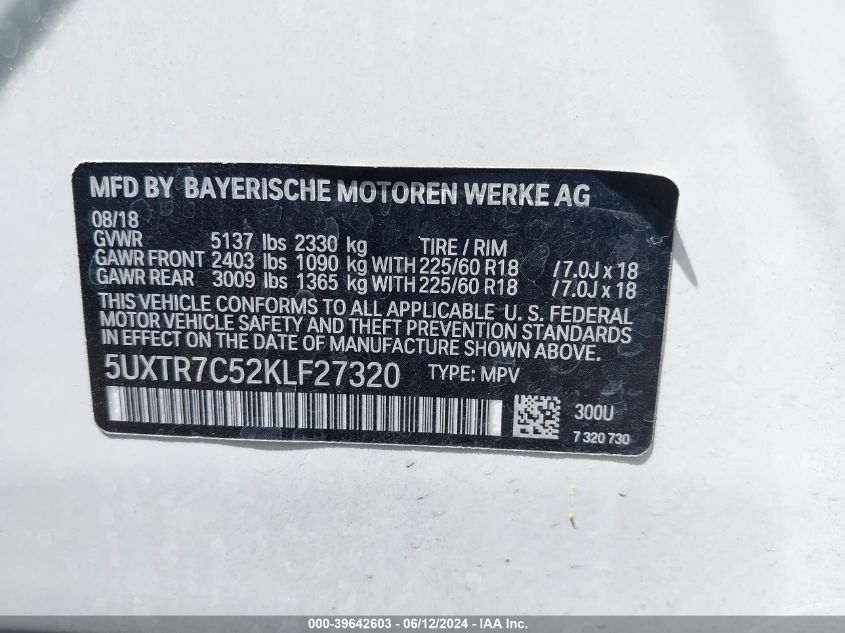 MFD BY BAYERISCHE MOTOREN WERKE AG
08/18
GVWR 5137 lbs 2330 kg TIRE / RIM
GAWR FRONT 2403 lbs 1090 kg WITH 225/60 R18 / 7.0J x 18
GAWR REAR 3009 lbs 1365 kg WITH 225/60 R18 / 7.0J x 18
THIS VEHICLE CONFORMS TO ALL APPLICABLE U. S. FEDERAL
MOTOR VEHICLE SAFETY AND THEFT PREVENTION STANDARDS
IN EFFECT ON THE DATE OF MANUFACTURE SHOWN ABOVE.
5UXTR7C52KLF27320 TYPE: MPV
300U
7 320 730
000-39642603 - 06/12/2024 - IAA Inc.